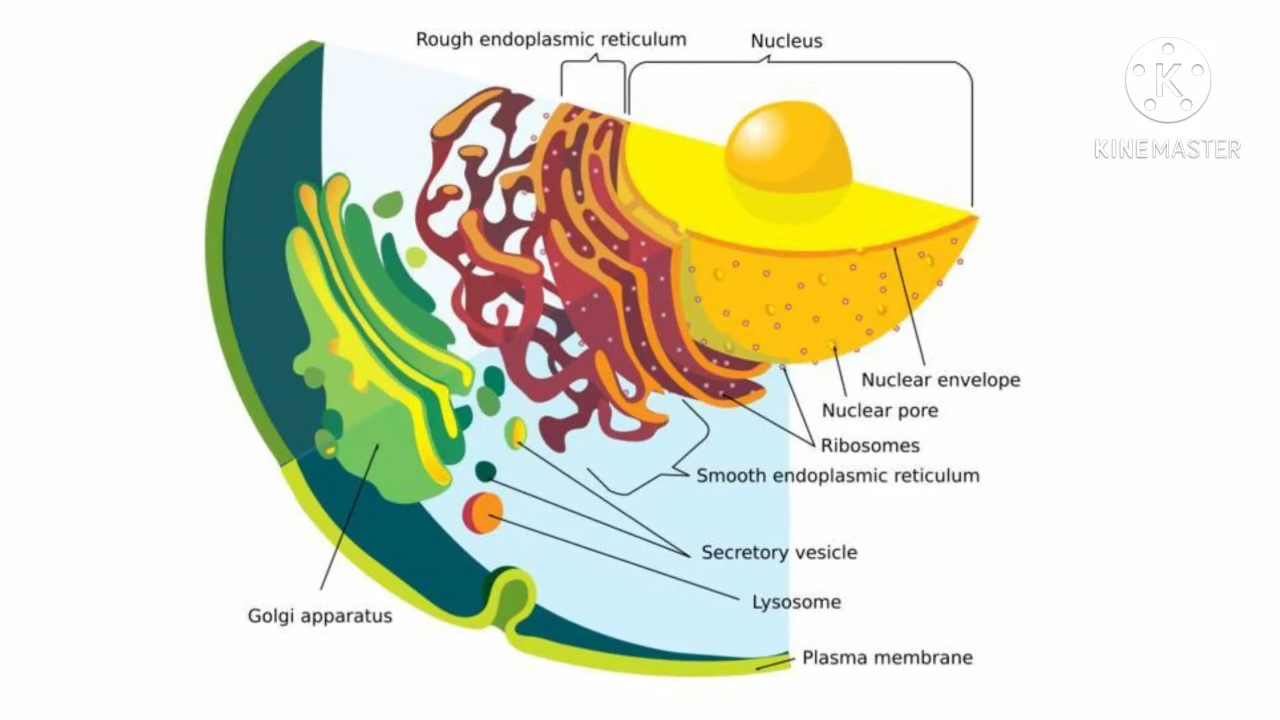 Rough endoplasmic reticulum
Nucleus
K
KINEMASTER
Nuclear envelope
Nuclear pore
Ribosomes
Smooth endoplasmic reticulum
Secretory vesicle
Lysosome
Golgi apparatus
Plasma membrane